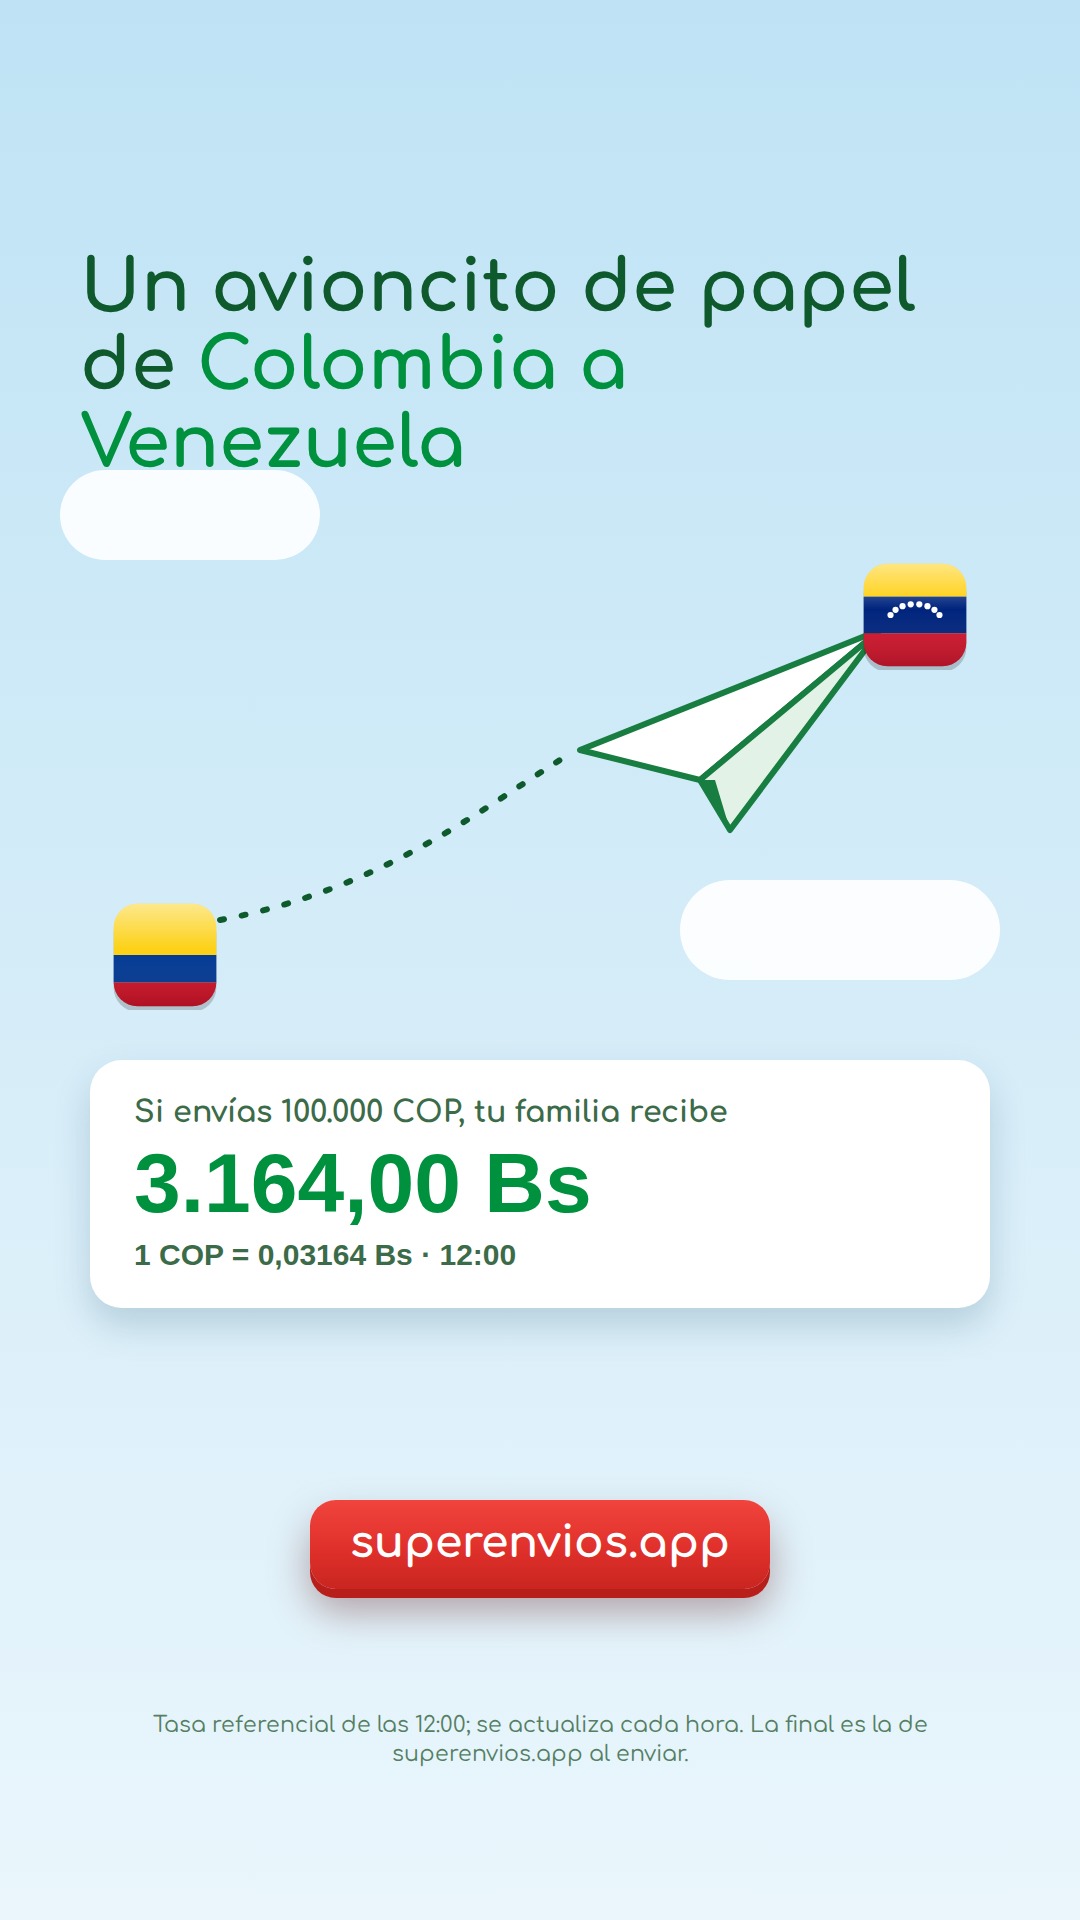 Un avioncito de papel
de Colombia a
Venezuela
Si envías 100.000 COP, tu familia recibe
3.164,00 Bs
1 COP = 0,03164 Bs · 12:00
superenvios.app
Tasa referencial de las 12:00; se actualiza cada hora. La final es la de
superenvios.app al enviar.